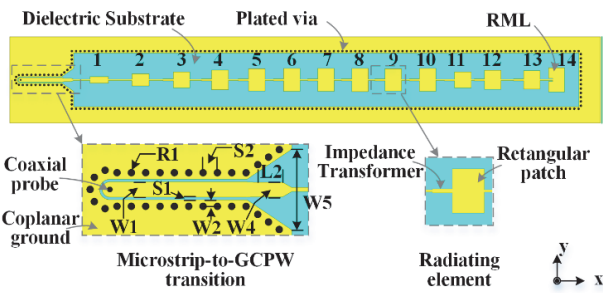 Dielectric Substrate
Plated via
RML
1 2 3 4 5 6 7 8 9 10 11 12 13 14
R1
S2
Coaxial
probe
S1
L2
W1
W2
W4
W5
Coplanar
ground
Impedance
Transformer
Retangular
patch
Microstrip-to-GCPW
transition
Radiating
element
y
x